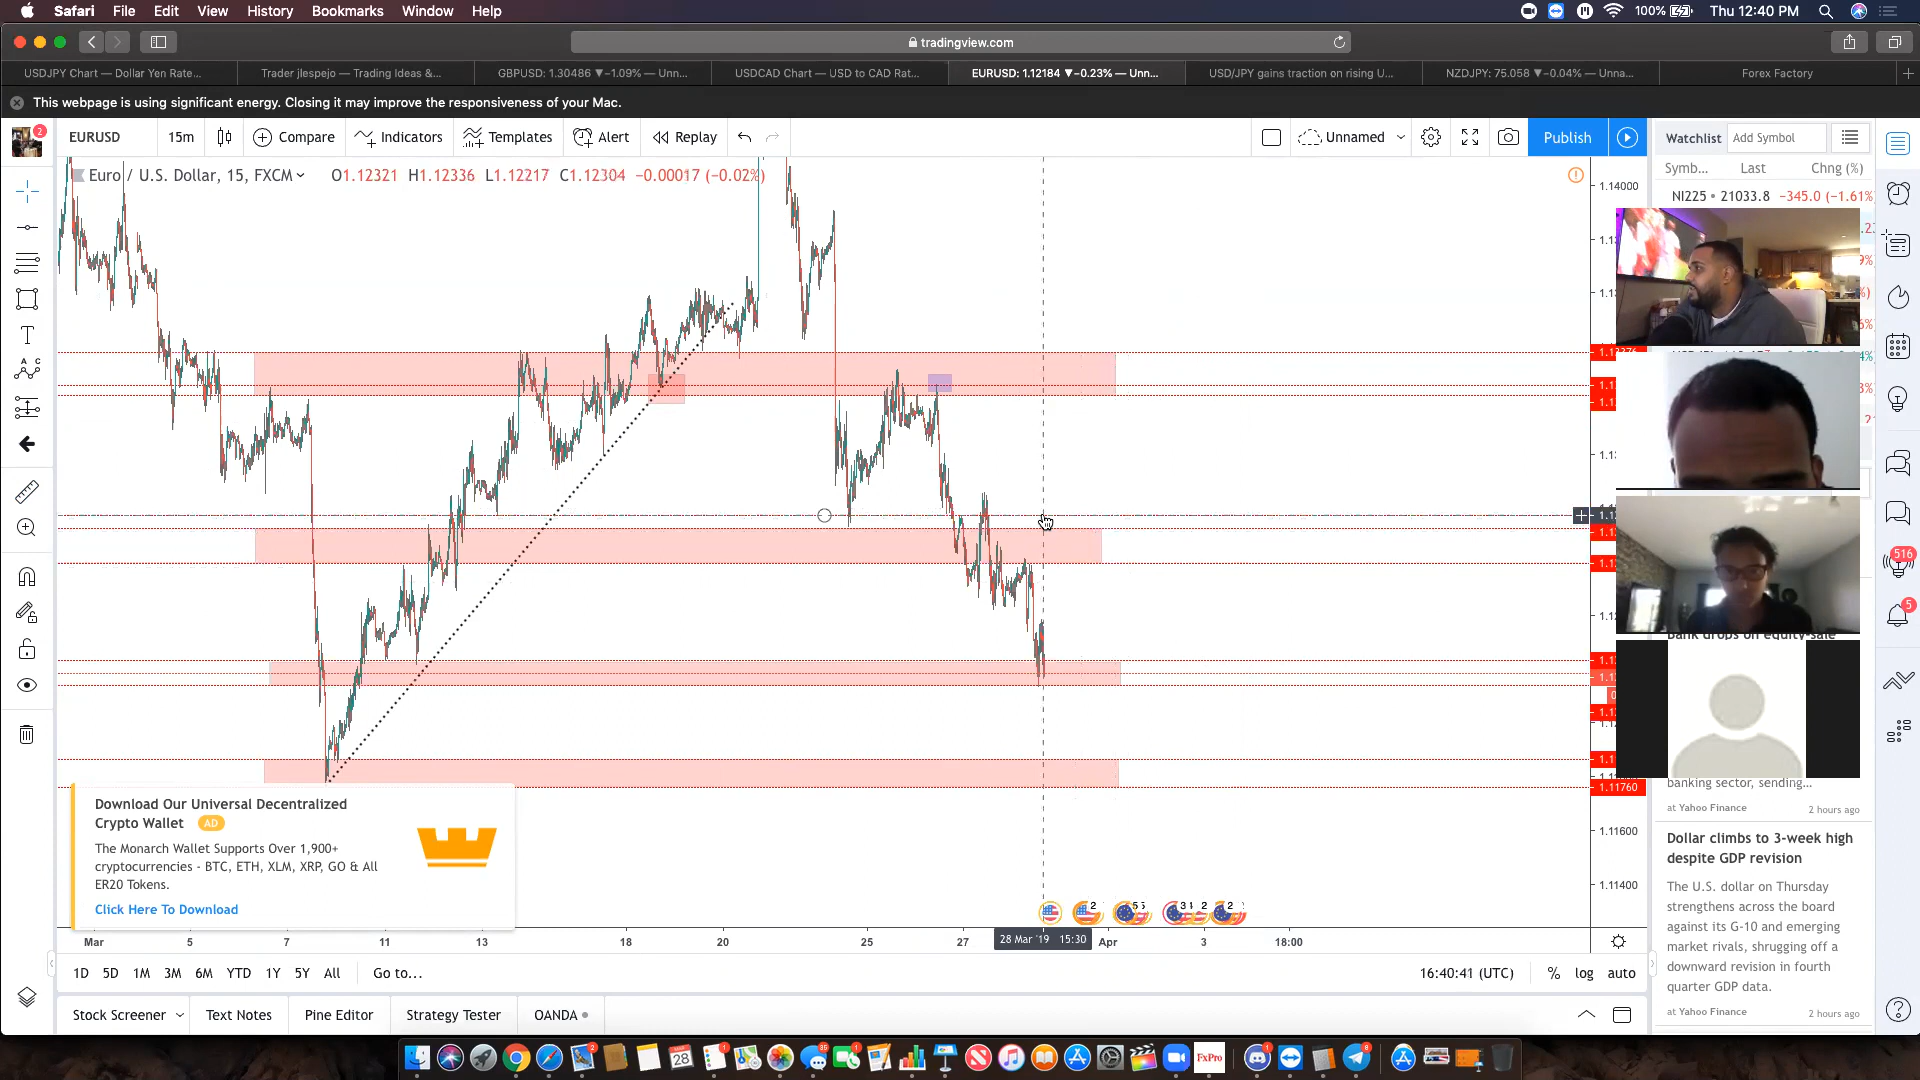 Safari File Edit View History Bookmarks Window Help
100% Thu 12:40 PM
tradingview.com
USDJPY Chart — Dollar Yen Rate...
Trader jlespejo — Trading Ideas &...
GBPUSD: 1.30486 ▼−1.09% — Unn...
USDCAD Chart — USD to CAD Rat...
EURUSD: 1.12184 ▼−0.23% — Unn...
USD/JPY gains traction on rising U...
NZDJPY: 75.058 ▼−0.04% — Unna...
Forex Factory
This webpage is using significant energy. Closing it may improve the responsiveness of your Mac.
2
EURUSD 15m Compare Indicators Templates Alert Replay Unnamed Publish
Watchlist Add Symbol
Symb... Last Chng (%)
NI225 21033.8 −345.0 (−1.61%
Euro / U.S. Dollar, 15, FXCM O1.12321 H1.12336 L1.12217 C1.12304 −0.00017 (−0.02%)
1.14000
1.11760
1.11600
1.11400
516
5
Bank drops on equity-sale
banking sector, sending...
at Yahoo Finance 2 hours ago
Dollar climbs to 3-week high
despite GDP revision
The U.S. dollar on Thursday
strengthens across the board
against its G-10 and emerging
market rivals, shrugging off a
downward revision in fourth
quarter GDP data.
at Yahoo Finance 2 hours ago
Download Our Universal Decentralized
Crypto Wallet AD
The Monarch Wallet Supports Over 1,900+
cryptocurrencies - BTC, ETH, XLM, XRP, GO & All
ER20 Tokens.
Click Here To Download
Mar 5 7 11 13 18 20 25 27 28 Mar '19 15:30 Apr 3 18:00
1D 5D 1M 3M 6M YTD 1Y 5Y All Go to...
16:40:41 (UTC) % log auto
Stock Screener Text Notes Pine Editor Strategy Tester OANDA
28
FxPro